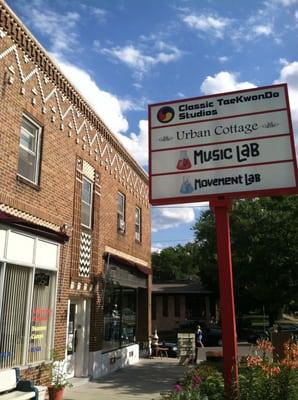 Classic TaeKwonDo
Studios
Urban Cottage
Music Lab
Movement Lab